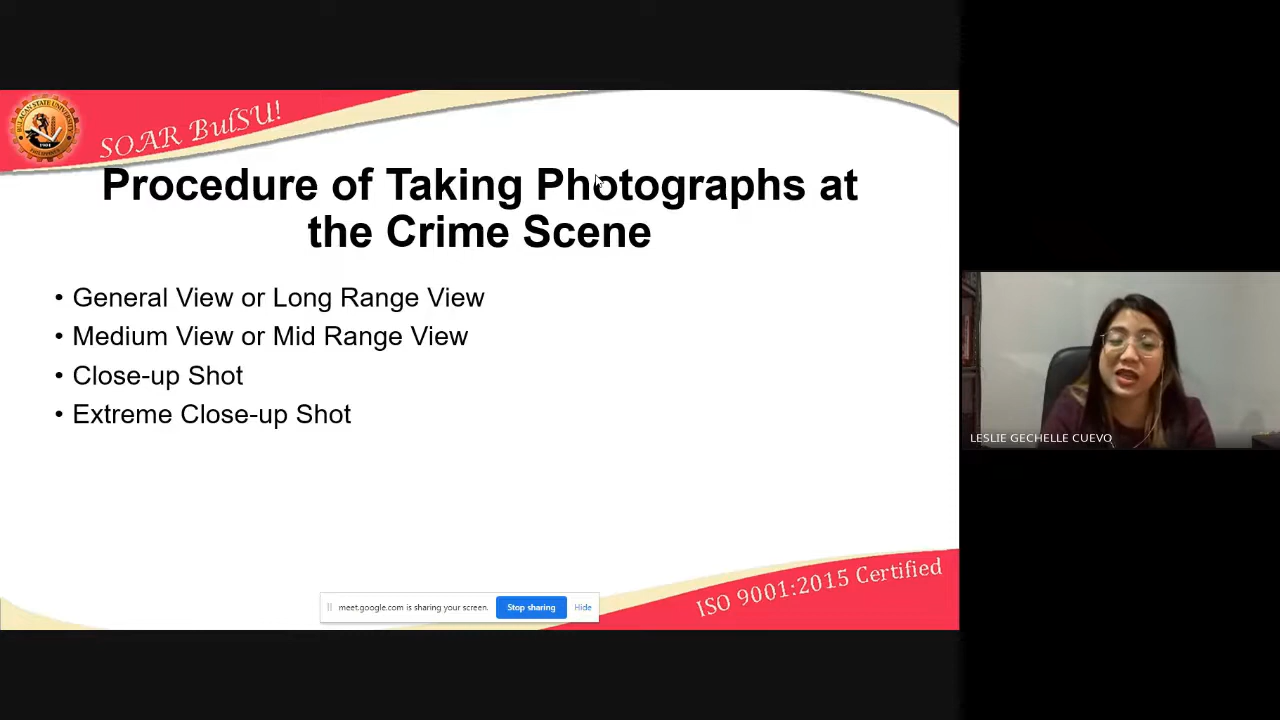 SOAR BulSU!
Procedure of Taking Photographs at
the Crime Scene
• General View or Long Range View
• Medium View or Mid Range View
• Close-up Shot
• Extreme Close-up Shot
LESLIE GECHELLE CUEVO
ISO 9001:2015 Certified
meet.google.com is sharing your screen.
Stop sharing
Hide